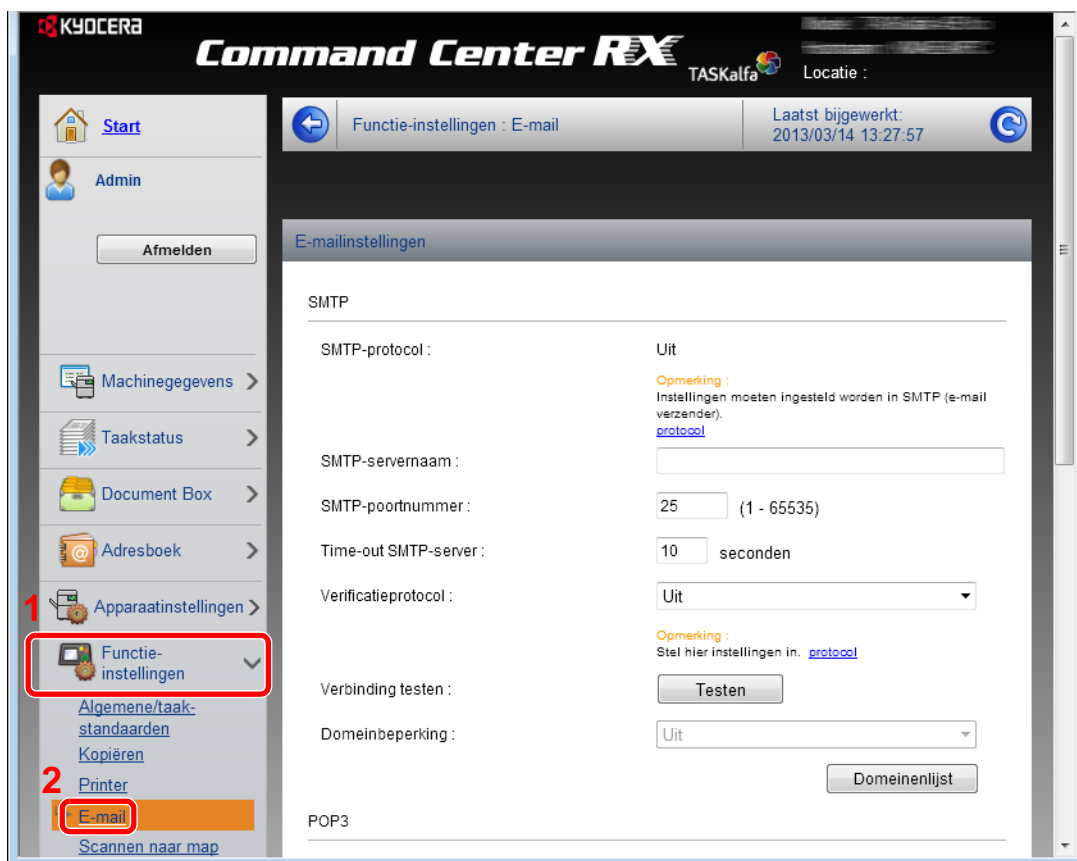 KYOCERA
Command Center RX
TASKalfa
Locatie :
Start
Functie-instellingen : E-mail
Laatst bijgewerkt:
2013/03/14 13:27:57
Admin
Afmelden
E-mailinstellingen
SMTP
SMTP-protocol :
Uit
Opmerking :
Instellingen moeten ingesteld worden in SMTP (e-mail
verzender).
protocol
Machinegegevens
Taakstatus
SMTP-servernaam :
Document Box
SMTP-poortnummer :
25
(1 - 65535)
Adresboek
Time-out SMTP-server :
10
seconden
1
Apparaatinstellingen
Verificatieprotocol :
Uit
Opmerking :
Stel hier instellingen in. protocol
Functie-
instellingen
Verbinding testen :
Testen
Algemene/taak-
standaarden
Domeinbeperking :
Uit
Kopiëren
2
Printer
Domeinenlijst
E-mail
POP3
Scannen naar map